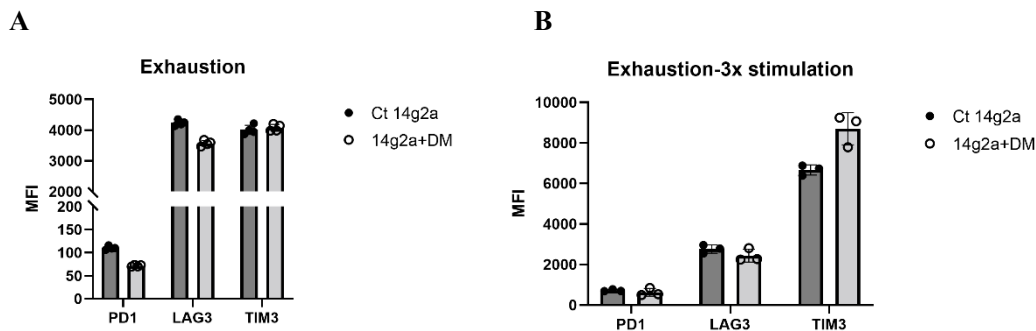 A
B
Exhaustion
5000
4000
3000
2000
200
150
100
50
0
MFI
PD1 LAG3 TIM3
Ct 14g2a
14g2a+DM
Exhaustion-3x stimulation
10000
8000
6000
4000
2000
0
MFI
PD1 LAG3 TIM3
Ct 14g2a
14g2a+DM